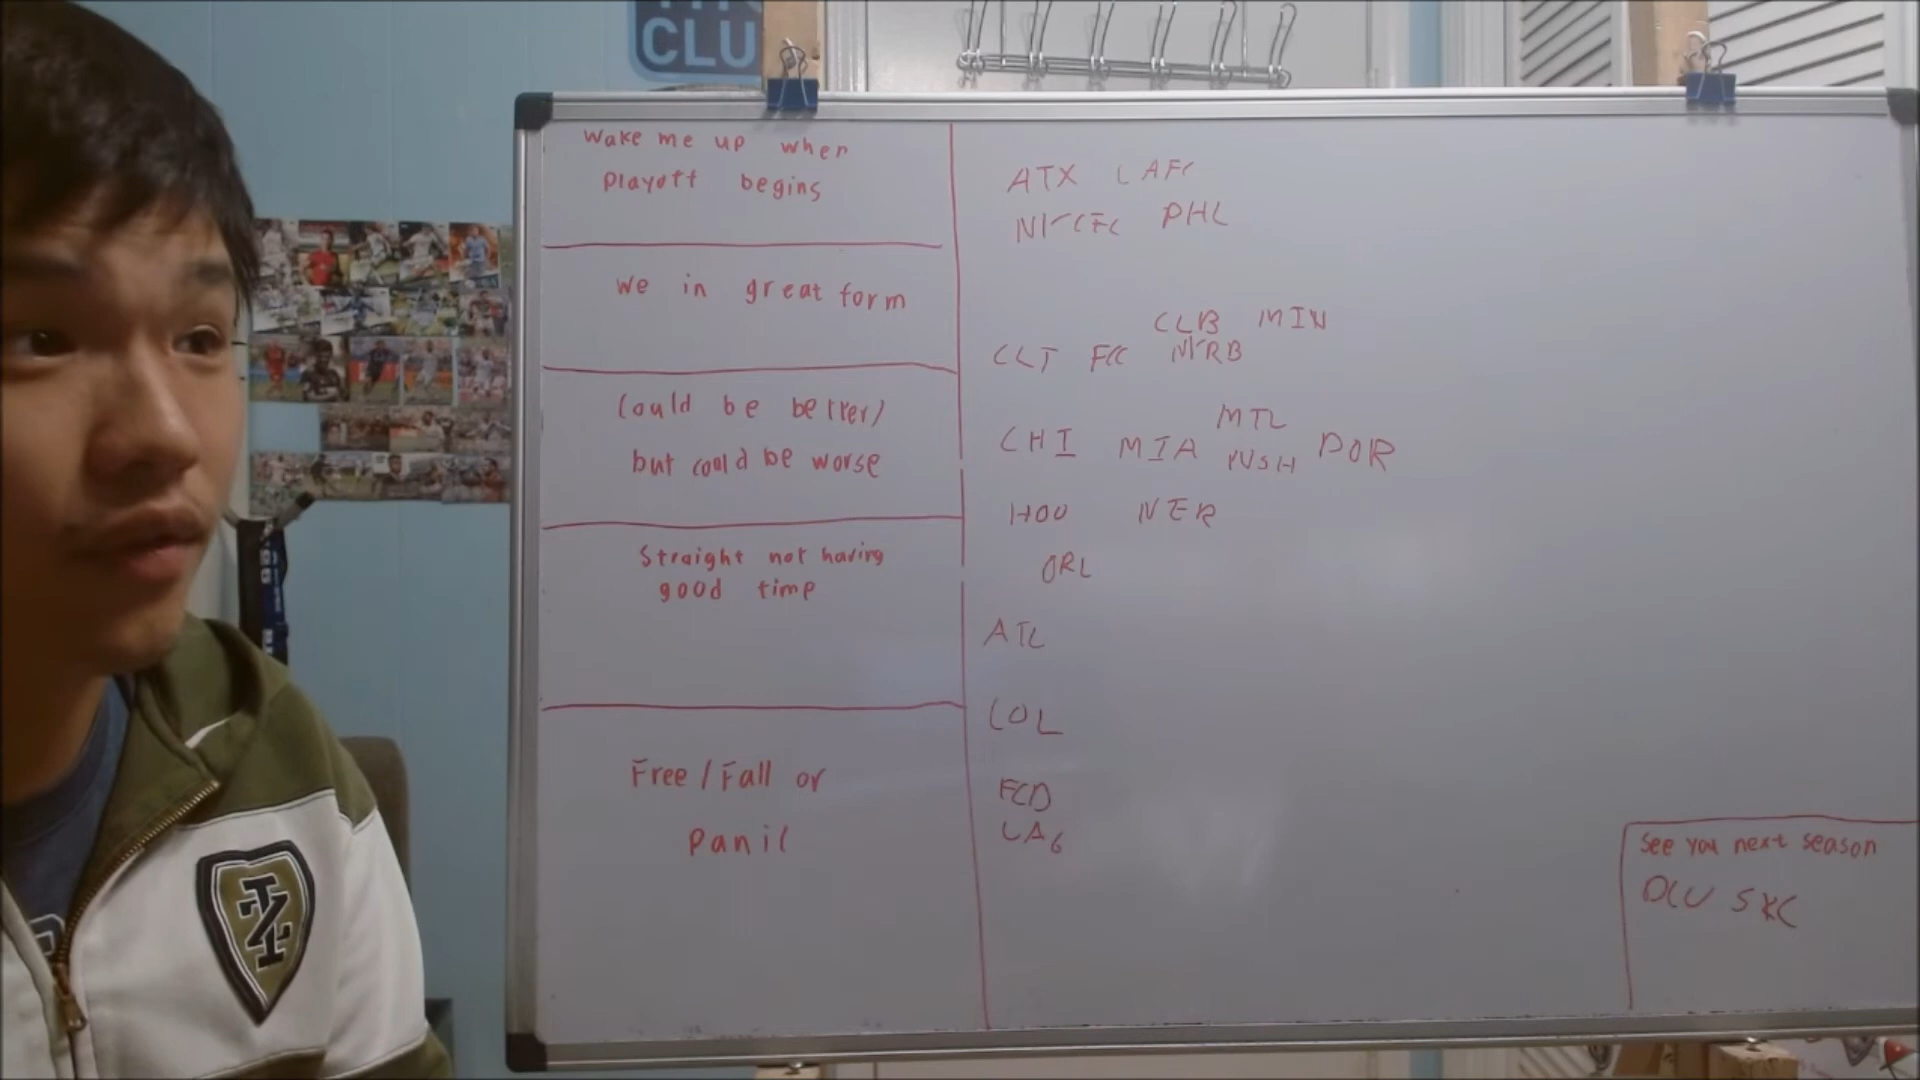 CLU
Wake me up when
Playoff begins
ATX LAFC
NYCFC PHL
We in great form
CLB MIN
CLT FCC NYRB
Could be better/
but could be worse
MTL
CHI MIA NSH POR
HOU NER
Straight not having
good time
ORL
ATL
COL
Free/Fall or
Panic
FCD
LAG
See you next season
DCU SKC